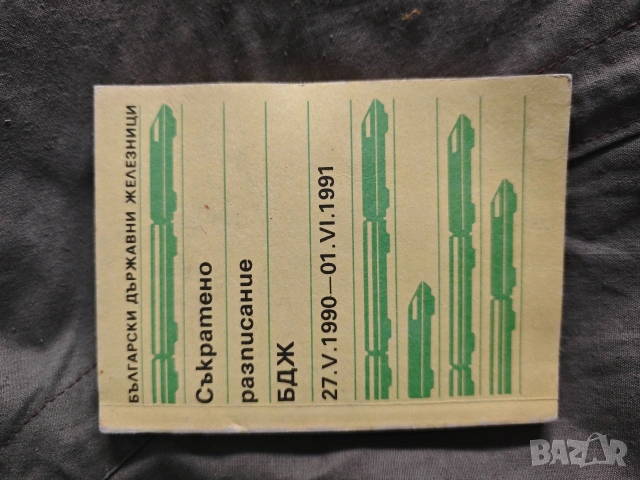 БЪЛГАРСКИ ДЪРЖАВНИ ЖЕЛЕЗНИЦИ
Съкратено
разписание
БДЖ
27.V.1990—01.VI.1991
BAZAR